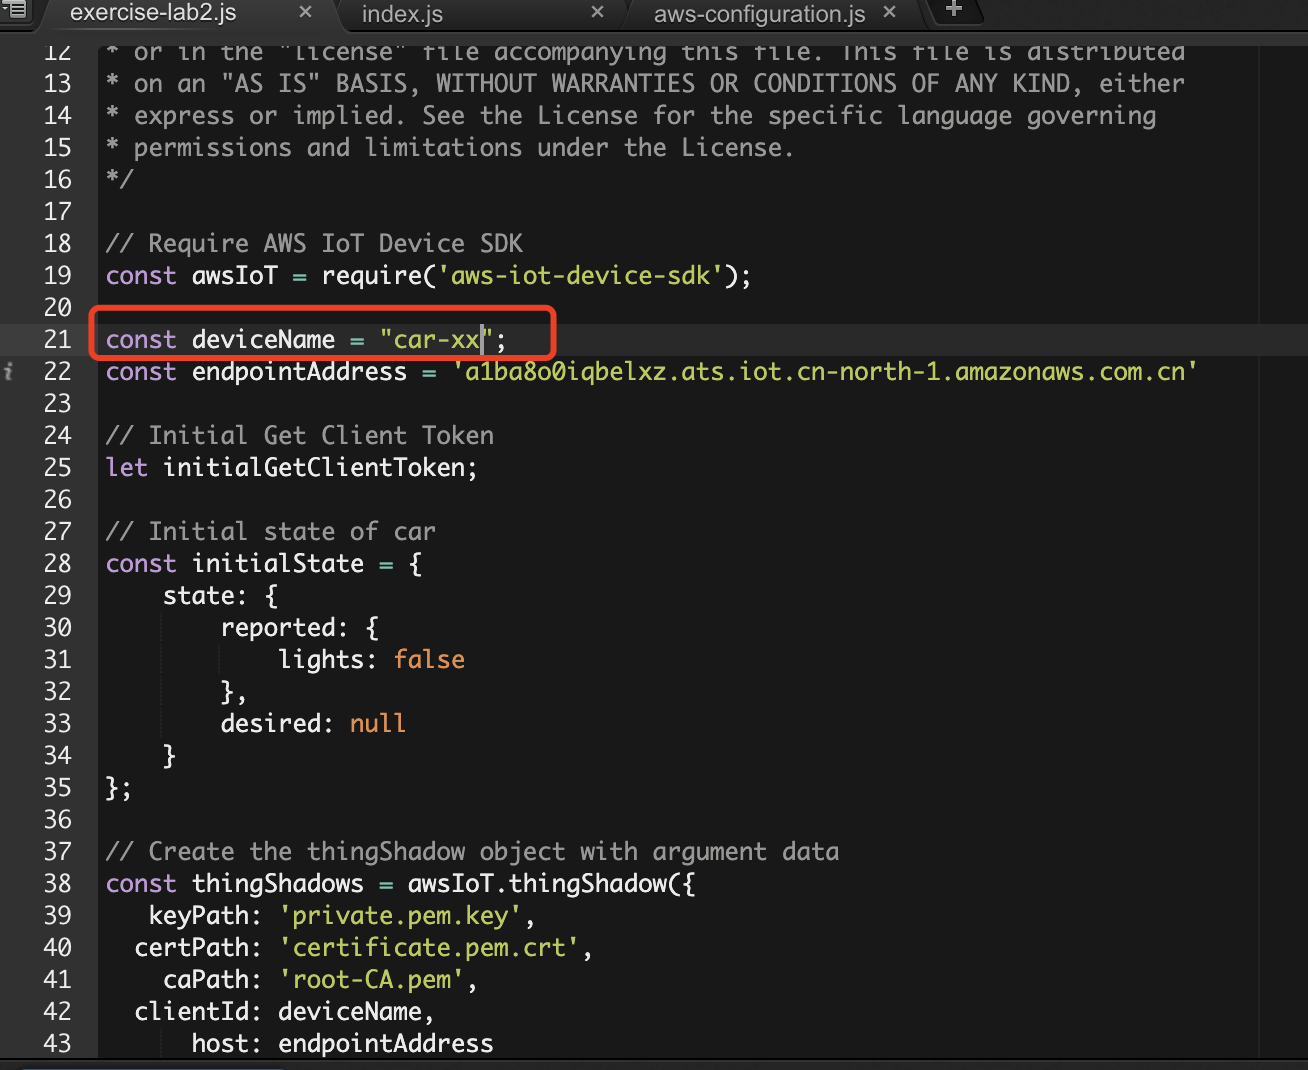 exercise-lab2.js × index.js × aws-configuration.js × +
12 * or in the "license" file accompanying this file. This file is distributed
13 * on an "AS IS" BASIS, WITHOUT WARRANTIES OR CONDITIONS OF ANY KIND, either
14 * express or implied. See the License for the specific language governing
15 * permissions and limitations under the License.
16 */
17
18 // Require AWS IoT Device SDK
19 const awsIoT = require('aws-iot-device-sdk');
20
21 const deviceName = "car-xx";
i 22 const endpointAddress = 'a1ba8o0iqbelxz.ats.iot.cn-north-1.amazonaws.com.cn'
23
24 // Initial Get Client Token
25 let initialGetClientToken;
26
27 // Initial state of car
28 const initialState = {
29     state: {
30         reported: {
31             lights: false
32         },
33         desired: null
34     }
35 };
36
37 // Create the thingShadow object with argument data
38 const thingShadows = awsIoT.thingShadow({
39    keyPath: 'private.pem.key',
40   certPath: 'certificate.pem.crt',
41     caPath: 'root-CA.pem',
42   clientId: deviceName,
43       host: endpointAddress